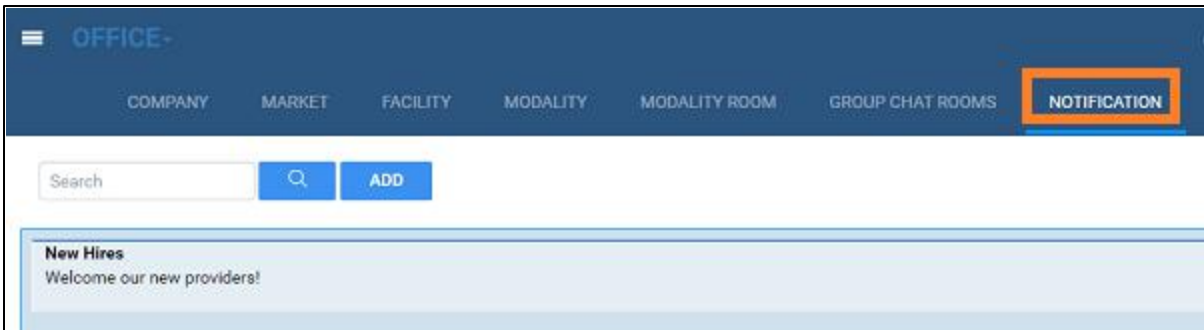 OFFICE-
COMPANY MARKET FACILITY MODALITY MODALITY ROOM GROUP CHAT ROOMS NOTIFICATION
Search ADD
New Hires
Welcome our new providers!